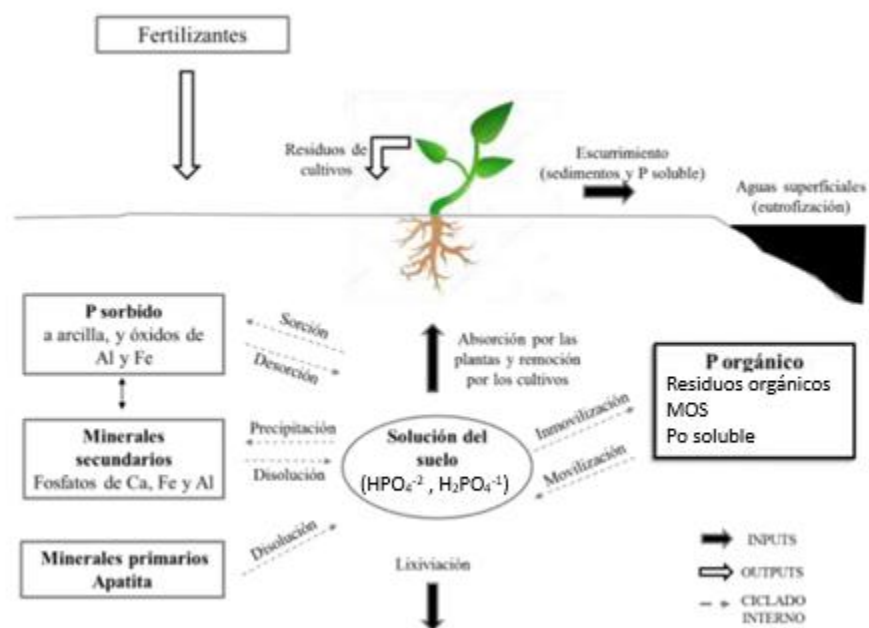 Fertilizantes
Residuos de
cultivos
Escurrimiento
(sedimentos y P soluble)
Aguas superficiales
(eutrofización)
P sorbido
a arcilla, y óxidos de
Al y Fe
Sorción
Desorción
Absorción por las
plantas y remoción
por los cultivos
P orgánico
Residuos orgánicos
MOS
Po soluble
Minerales
secundarios
Fosfatos de Ca, Fe y Al
Precipitación
Disolución
Solución del
suelo
(HPO₄⁻² , H₂PO₄⁻¹)
Inmovilización
Movilización
Minerales primarios
Apatita
Disolución
Lixiviación
INPUTS
OUTPUTS
CICLADO
INTERNO